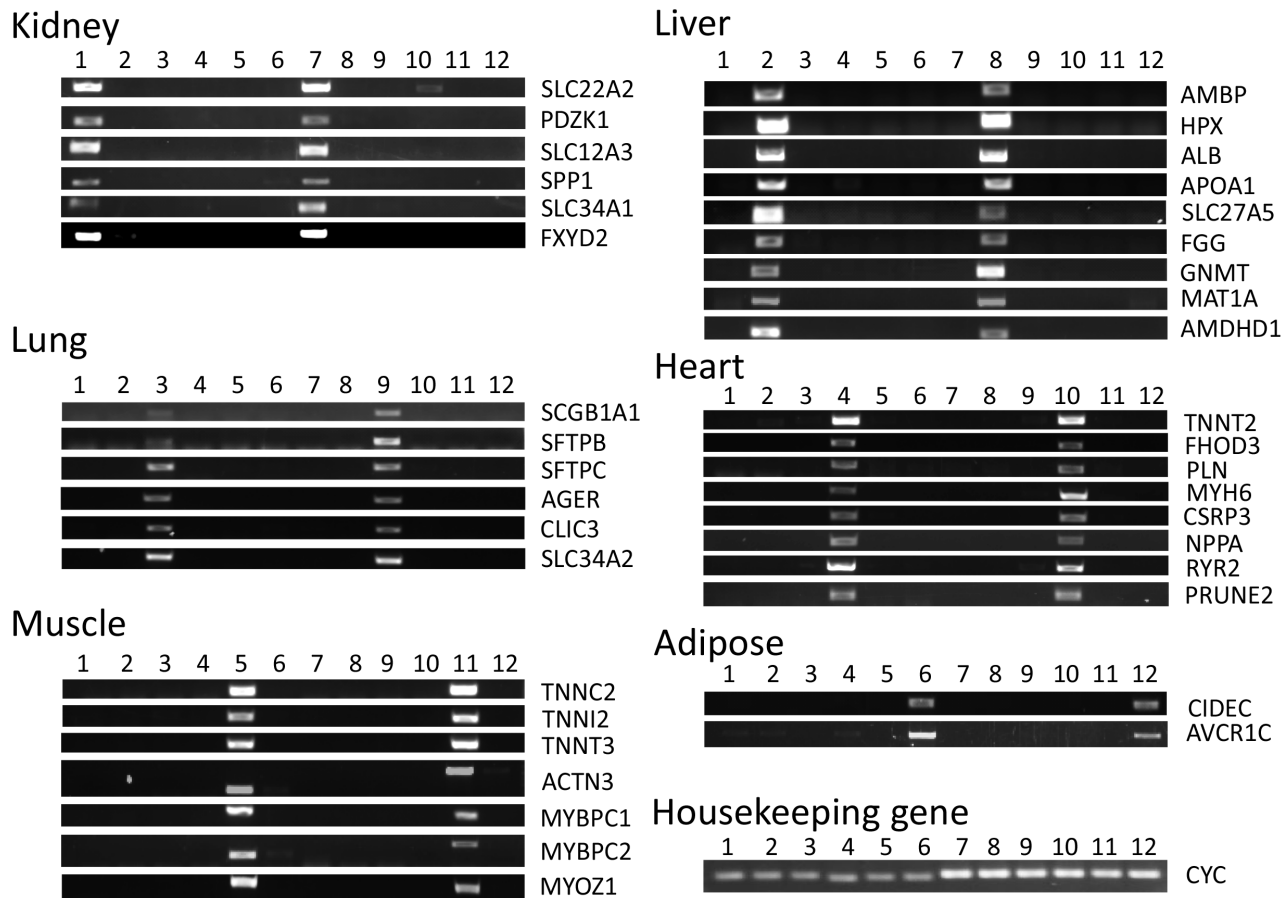 Kidney
1 2 3 4 5 6 7 8 9 10 11 12
SLC22A2
PDZK1
SLC12A3
SPP1
SLC34A1
FXYD2
Liver
1 2 3 4 5 6 7 8 9 10 11 12
AMBP
HPX
ALB
APOA1
SLC27A5
FGG
GNMT
MAT1A
AMDHD1
Lung
1 2 3 4 5 6 7 8 9 10 11 12
SCGB1A1
SFTPB
SFTPC
AGER
CLIC3
SLC34A2
Heart
1 2 3 4 5 6 7 8 9 10 11 12
TNNT2
FHOD3
PLN
MYH6
CSRP3
NPPA
RYR2
PRUNE2
Muscle
1 2 3 4 5 6 7 8 9 10 11 12
TNNC2
TNNI2
TNNT3
ACTN3
MYBPC1
MYBPC2
MYOZ1
Adipose
1 2 3 4 5 6 7 8 9 10 11 12
CIDEC
AVCR1C
Housekeeping gene
1 2 3 4 5 6 7 8 9 10 11 12
CYC